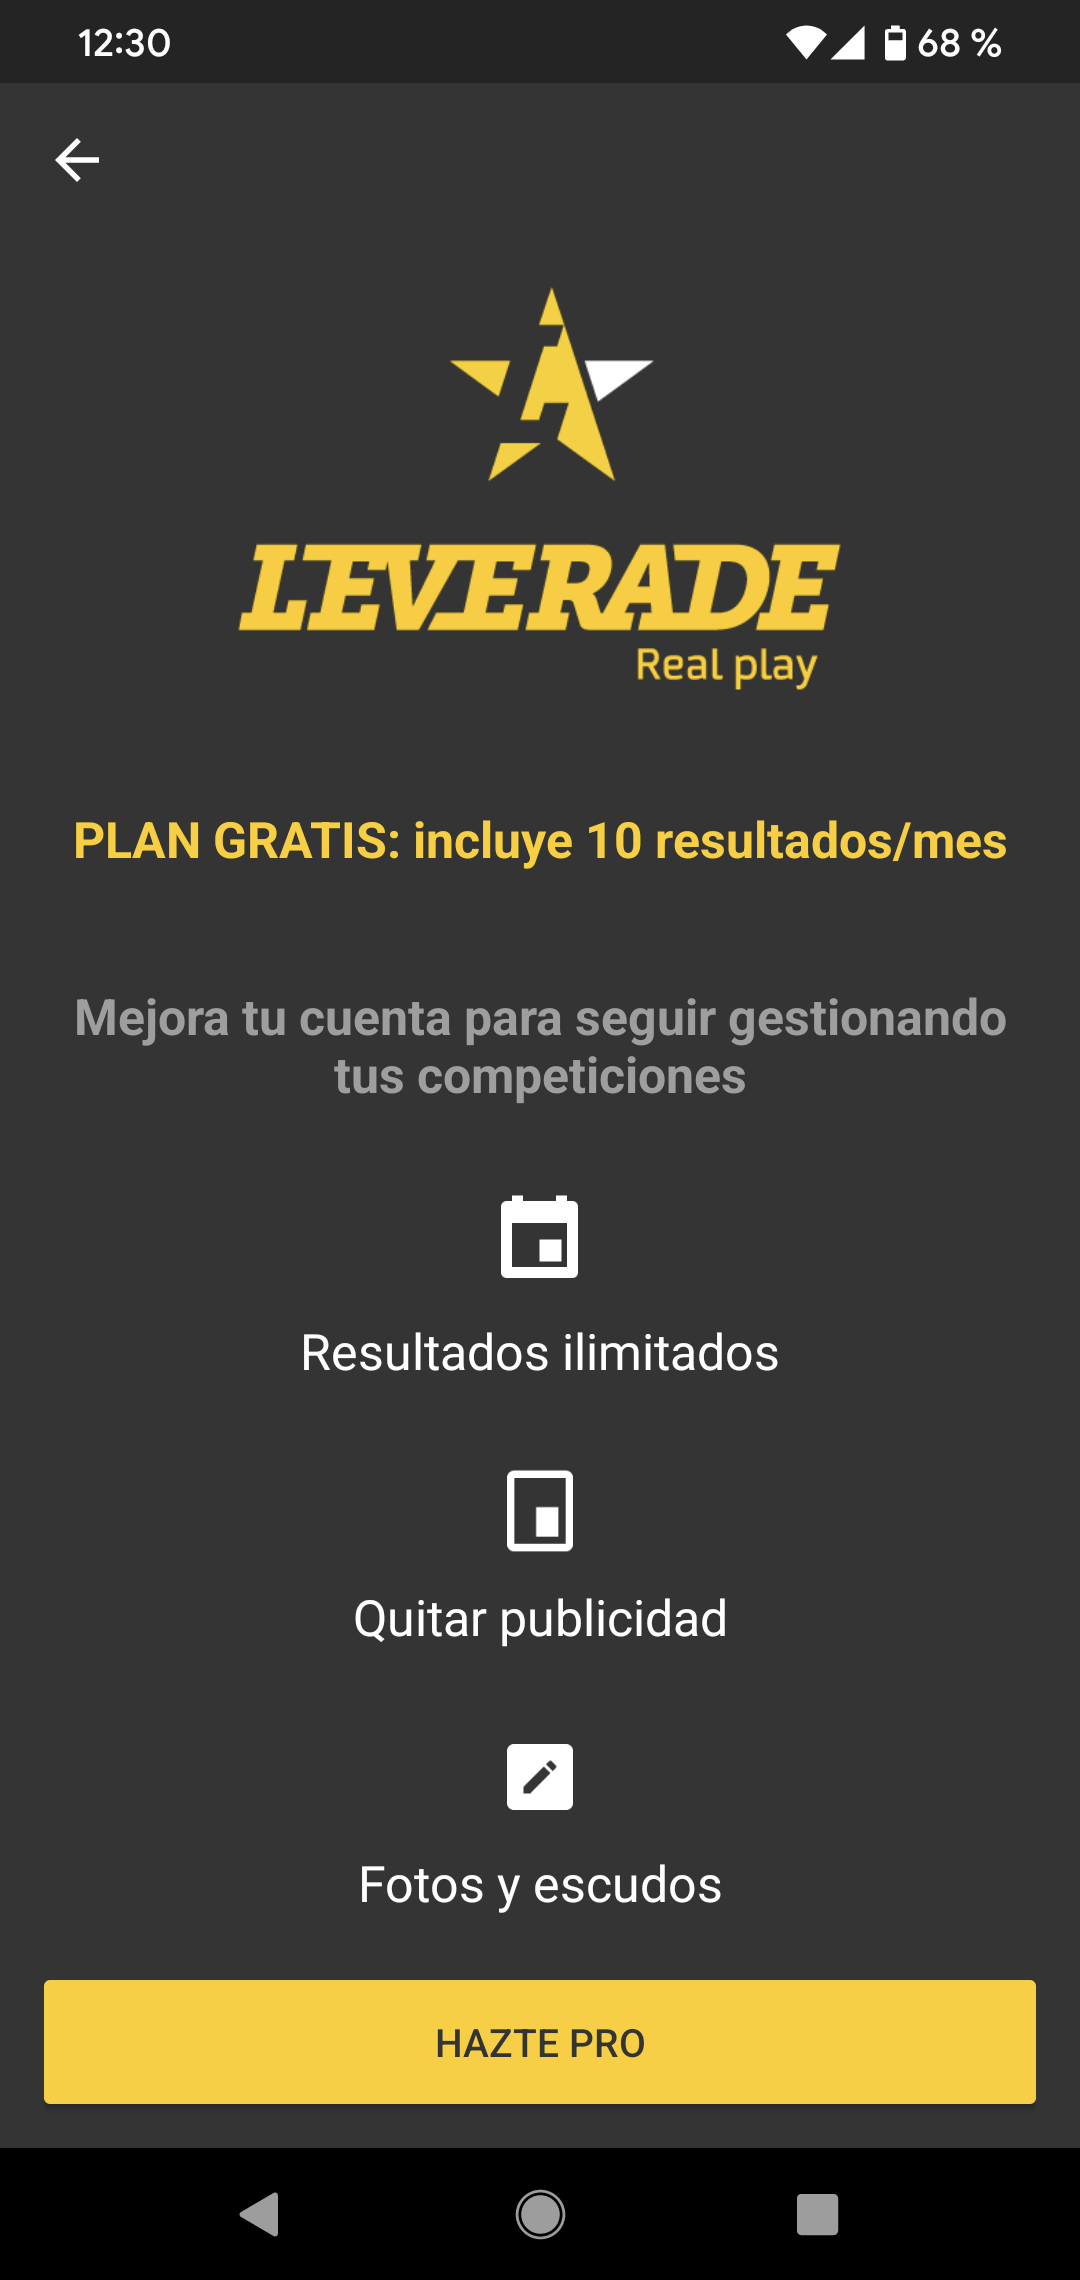 12:30
68 %
LEVERADE
Real play
PLAN GRATIS: incluye 10 resultados/mes
Mejora tu cuenta para seguir gestionando
tus competiciones
Resultados ilimitados
Quitar publicidad
Fotos y escudos
HAZTE PRO